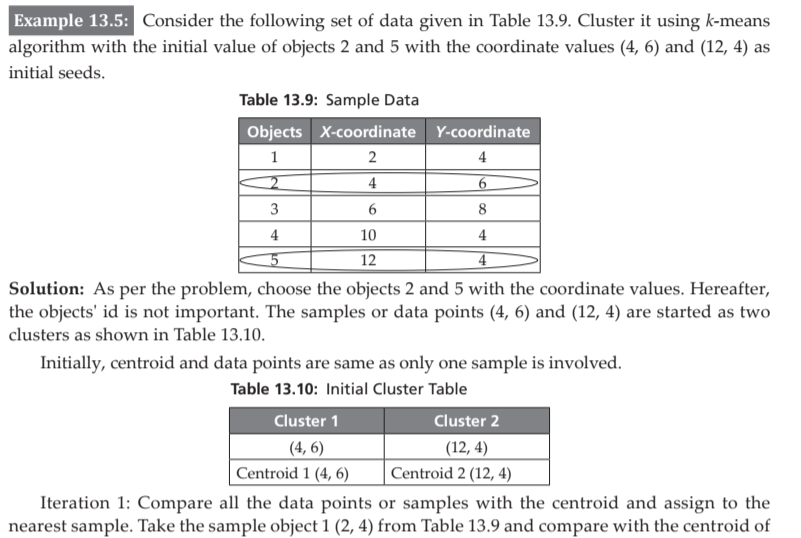 Example 13.5: Consider the following set of data given in Table 13.9. Cluster it using k-means
algorithm with the initial value of objects 2 and 5 with the coordinate values (4, 6) and (12, 4) as
initial seeds.
Table 13.9: Sample Data
Objects X-coordinate Y-coordinate
1 2 4
2 4 6
3 6 8
4 10 4
5 12 4
Solution: As per the problem, choose the objects 2 and 5 with the coordinate values. Hereafter,
the objects' id is not important. The samples or data points (4, 6) and (12, 4) are started as two
clusters as shown in Table 13.10.
Initially, centroid and data points are same as only one sample is involved.
Table 13.10: Initial Cluster Table
Cluster 1 Cluster 2
(4, 6) (12, 4)
Centroid 1 (4, 6) Centroid 2 (12, 4)
Iteration 1: Compare all the data points or samples with the centroid and assign to the
nearest sample. Take the sample object 1 (2, 4) from Table 13.9 and compare with the centroid of